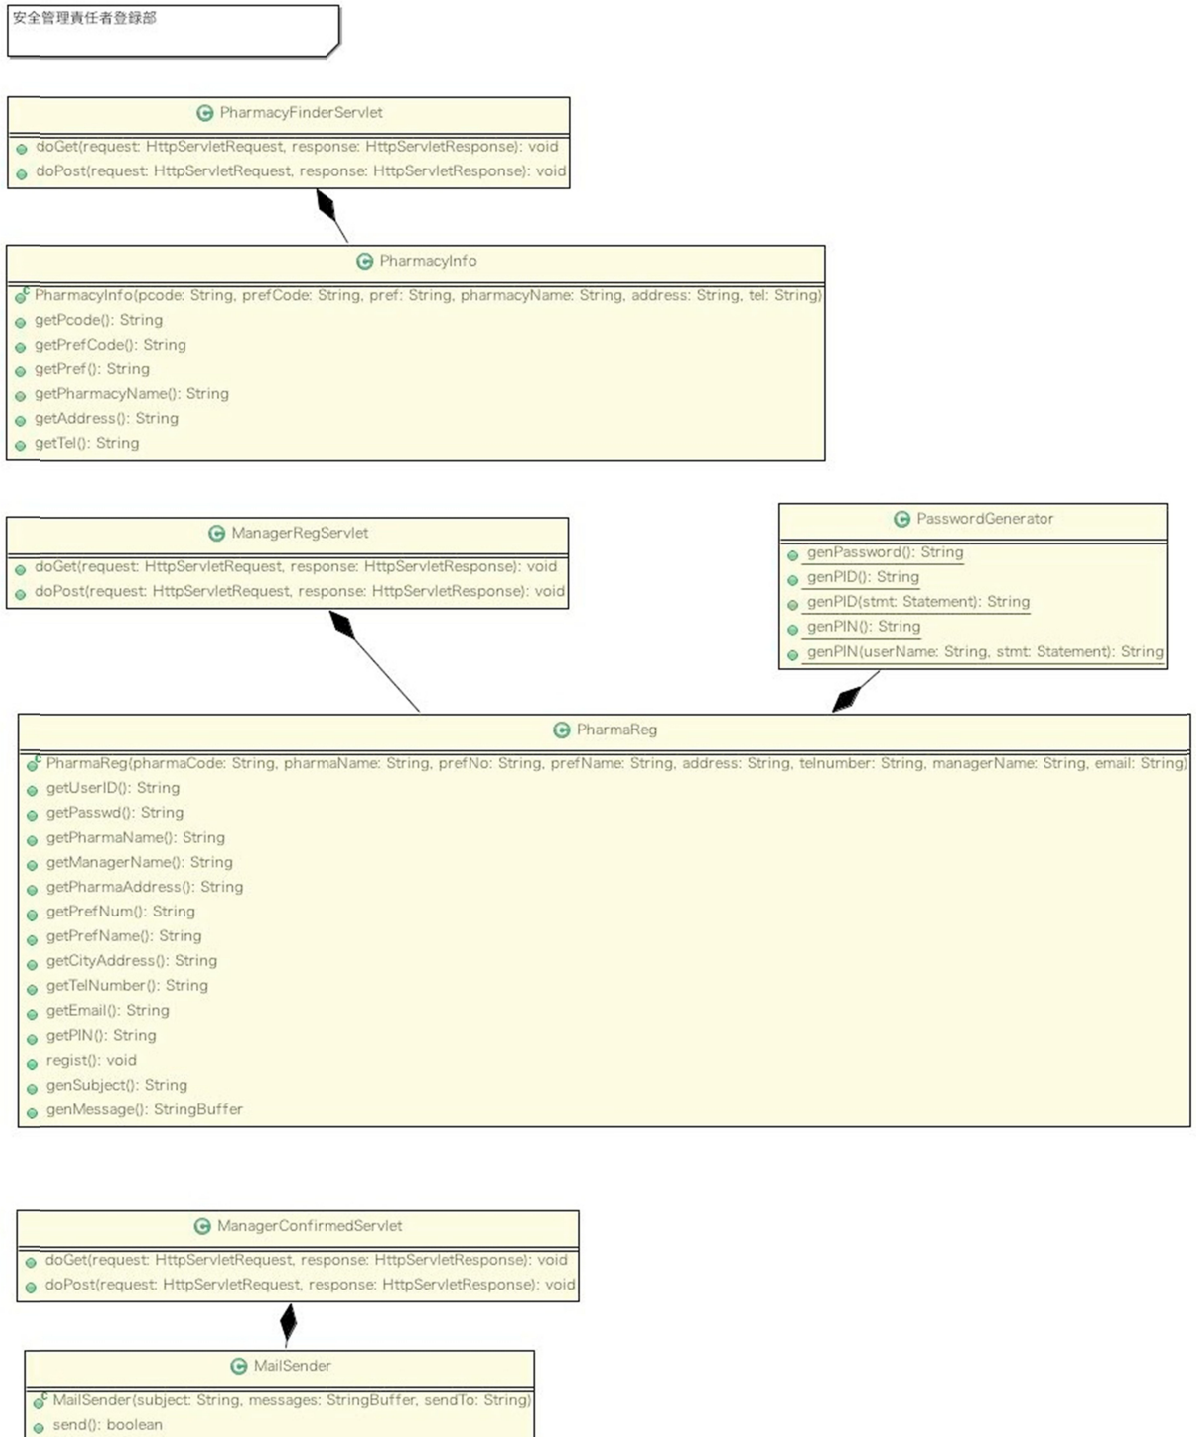 安全管理責任者登録部
PharmacyFinderServlet
doGet(request: HttpServletRequest, response: HttpServletResponse): void
doPost(request: HttpServletRequest, response: HttpServletResponse): void
PharmacyInfo
PharmacyInfo(pcode: String, prefCode: String, pref: String, pharmacyName: String, address: String, tel: String)
getPcode(): String
getPrefCode(): String
getPref(): String
getPharmacyName(): String
getAddress(): String
getTel(): String
ManagerRegServlet
doGet(request: HttpServletRequest, response: HttpServletResponse): void
doPost(request: HttpServletRequest, response: HttpServletResponse): void
PasswordGenerator
genPassword(): String
genPID(): String
genPID(stmt: Statement): String
genPIN(): String
genPIN(userName: String, stmt: Statement): String
PharmaReg
PharmaReg(pharmaCode: String, pharmaName: String, prefNo: String, prefName: String, address: String, telnumber: String, managerName: String, email: String)
getUserID(): String
getPasswd(): String
getPharmaName(): String
getManagerName(): String
getPharmaAddress(): String
getPrefNum(): String
getPrefName(): String
getCityAddress(): String
getTelNumber(): String
getEmail(): String
getPIN(): String
regist(): void
genSubject(): String
genMessage(): StringBuffer
ManagerConfirmedServlet
doGet(request: HttpServletRequest, response: HttpServletResponse): void
doPost(request: HttpServletRequest, response: HttpServletResponse): void
MailSender
MailSender(subject: String, messages: StringBuffer, sendTo: String)
send(): boolean